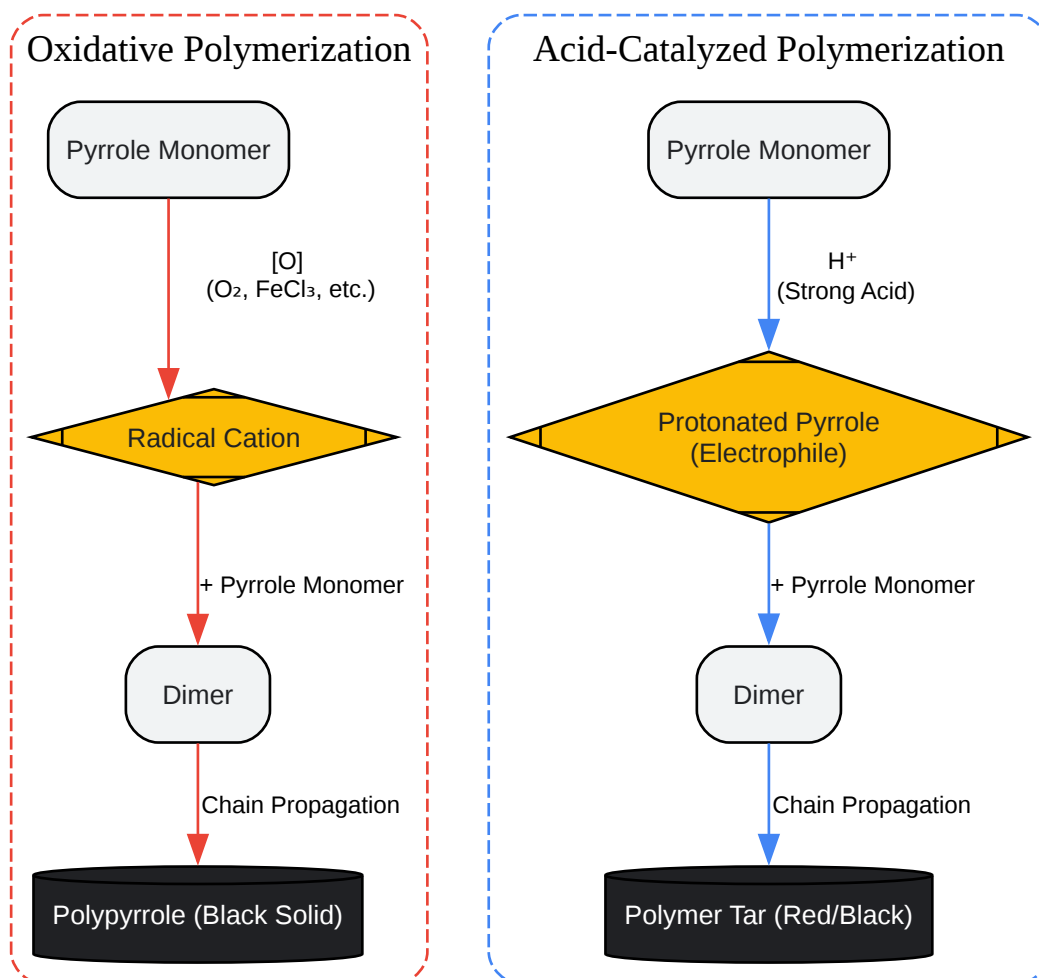 Oxidative Polymerization
Pyrrole Monomer
[O]
(O₂, FeCl₃, etc.)
Radical Cation
+ Pyrrole Monomer
Dimer
Chain Propagation
Polypyrrole (Black Solid)
Acid-Catalyzed Polymerization
Pyrrole Monomer
H⁺
(Strong Acid)
Protonated Pyrrole
(Electrophile)
+ Pyrrole Monomer
Dimer
Chain Propagation
Polymer Tar (Red/Black)